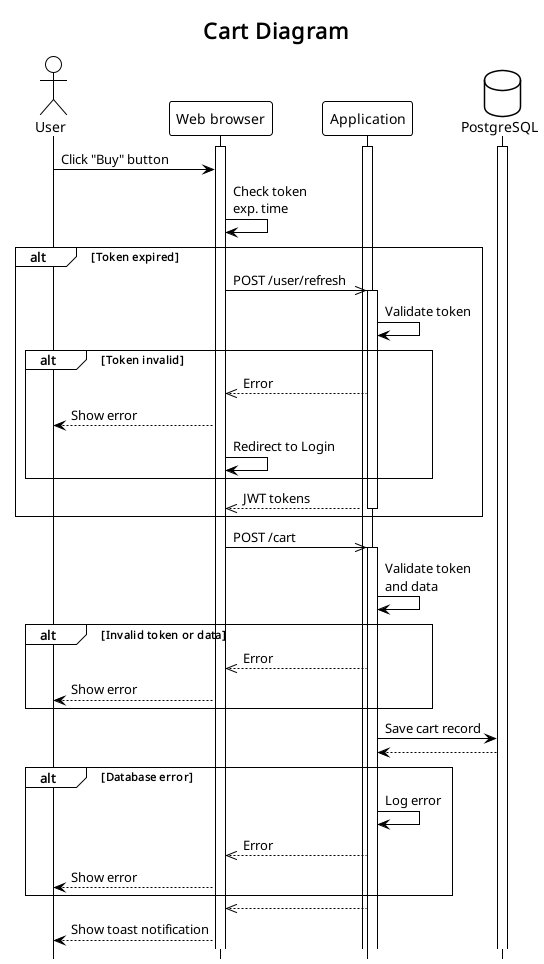 Cart Diagram
User
Web browser
Application
PostgreSQL
Click "Buy" button
Check token
exp. time
alt
[Token expired]
POST /user/refresh
Validate token
alt
[Token invalid]
Error
Show error
Redirect to Login
JWT tokens
POST /cart
Validate token
and data
alt
[Invalid token or data]
Error
Show error
Save cart record
alt
[Database error]
Log error
Error
Show error
Show toast notification